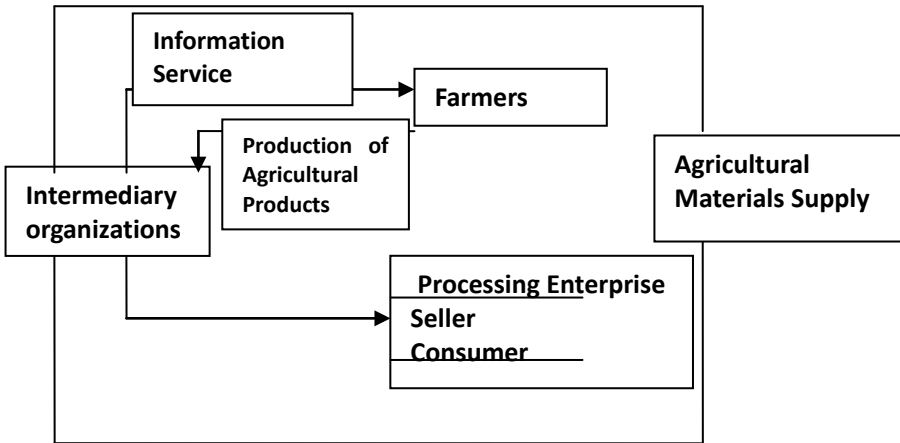 Information
Service
Farmers
Production of
Agricultural
Products
Intermediary
organizations
Agricultural
Materials Supply
Processing Enterprise
Seller
Consumer